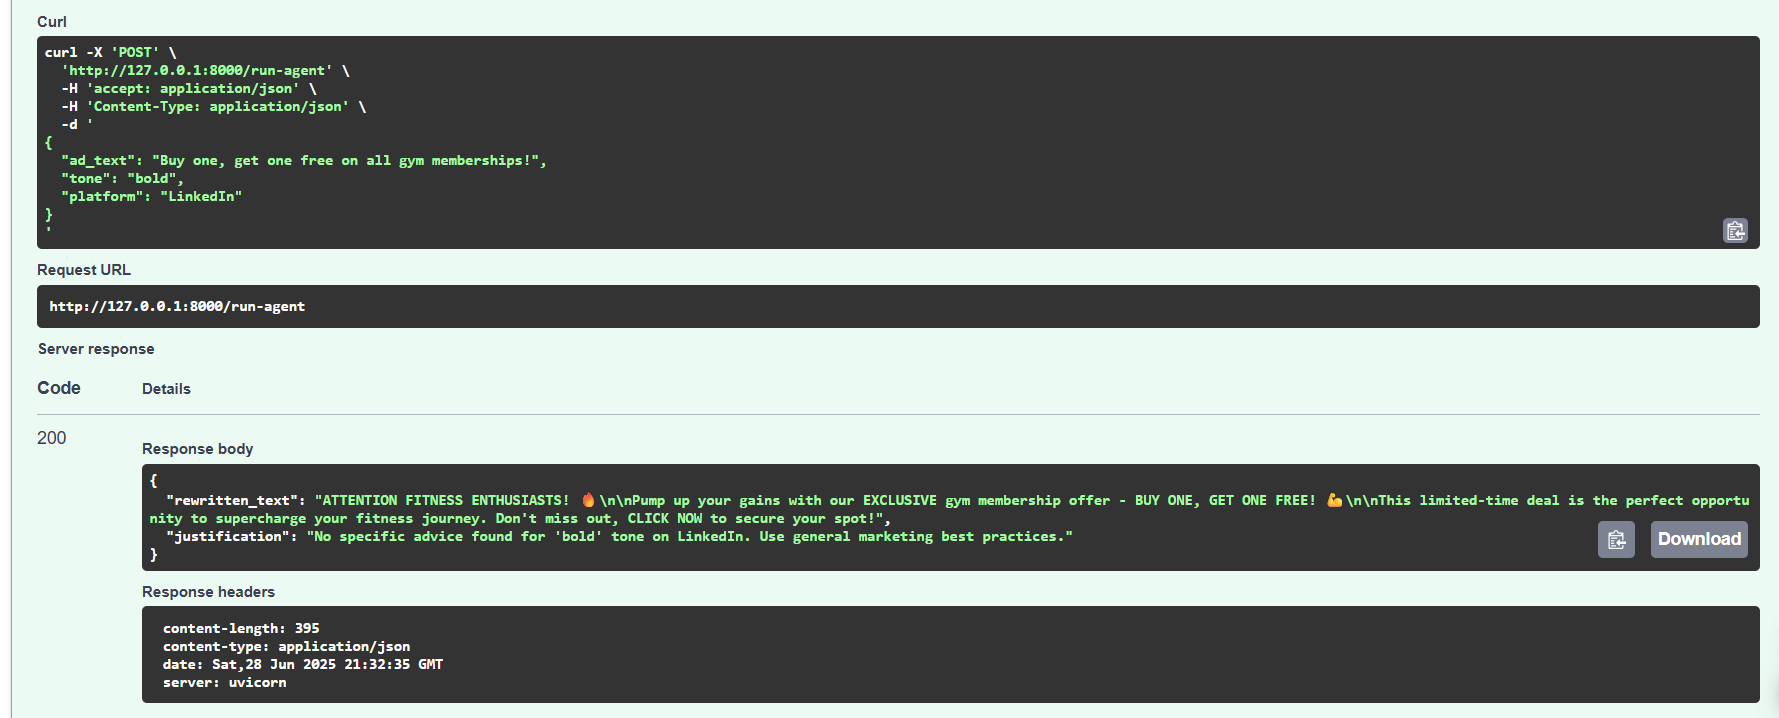 Curl
curl -X 'POST' \
  'http://127.0.0.1:8000/run-agent' \
  -H 'accept: application/json' \
  -H 'Content-Type: application/json' \
  -d '
{
  "ad_text": "Buy one, get one free on all gym memberships!",
  "tone": "bold",
  "platform": "LinkedIn"
}
'
Request URL
http://127.0.0.1:8000/run-agent
Server response
Code Details
200
Response body
{
  "rewritten_text": "ATTENTION FITNESS ENTHUSIASTS! 🔥\n\nPump up your gains with our EXCLUSIVE gym membership offer - BUY ONE, GET ONE FREE! 💪\n\nThis limited-time deal is the perfect opportu
nity to supercharge your fitness journey. Don't miss out, CLICK NOW to secure your spot!",
  "justification": "No specific advice found for 'bold' tone on LinkedIn. Use general marketing best practices."
}
Download
Response headers
content-length: 395
content-type: application/json
date: Sat,28 Jun 2025 21:32:35 GMT
server: uvicorn